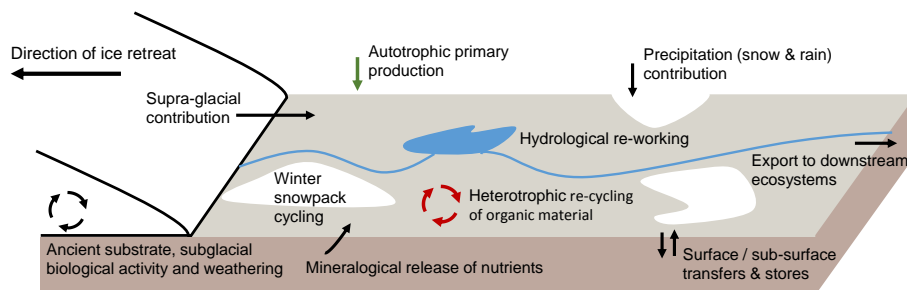 Direction of ice retreat
Autotrophic primary
production
Precipitation (snow & rain)
contribution
Supra-glacial
contribution
Hydrological re-working
Export to downstream
ecosystems
Winter
snowpack
cycling
Heterotrophic re-cycling
of organic material
Ancient substrate, subglacial
biological activity and weathering
Mineralogical release of nutrients
Surface / sub-surface
transfers & stores